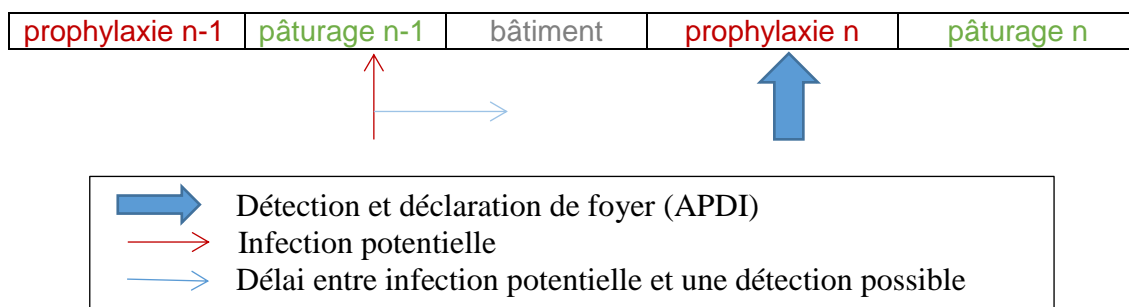 prophylaxie n-1 pâturage n-1 bâtiment prophylaxie n pâturage n
Détection et déclaration de foyer (APDI)
Infection potentielle
Délai entre infection potentielle et une détection possible